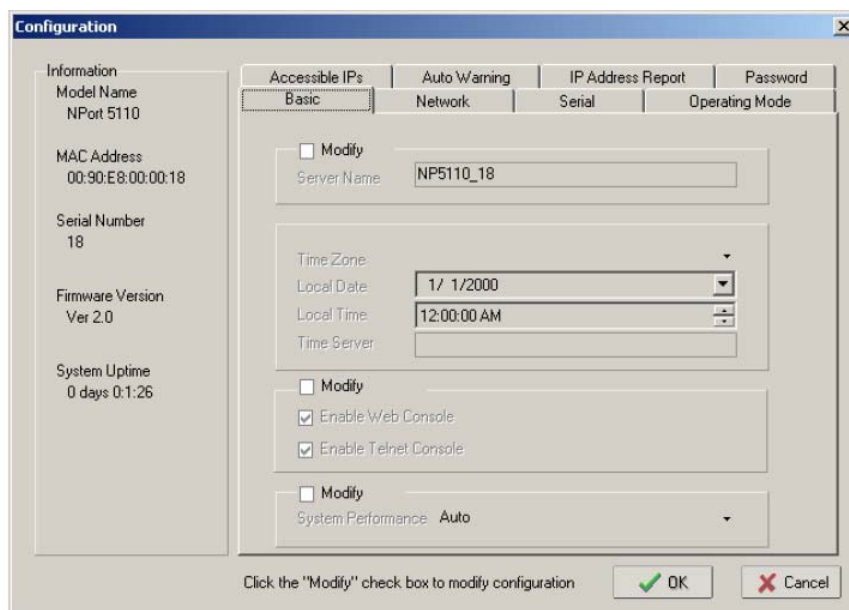 Configuration
Information
Model Name
NPort 5110
MAC Address
00:90:E8:00:00:18
Serial Number
18
Firmware Version
Ver 2.0
System Uptime
0 days 0:1:26
Accessible IPs
Auto Warning
IP Address Report
Password
Basic
Network
Serial
Operating Mode
Modify
Server Name
NP5110_18
Time Zone
Local Date
1/ 1/2000
Local Time
12:00:00 AM
Time Server
Modify
Enable Web Console
Enable Telnet Console
Modify
System Performance
Auto
Click the "Modify" check box to modify configuration
OK
Cancel